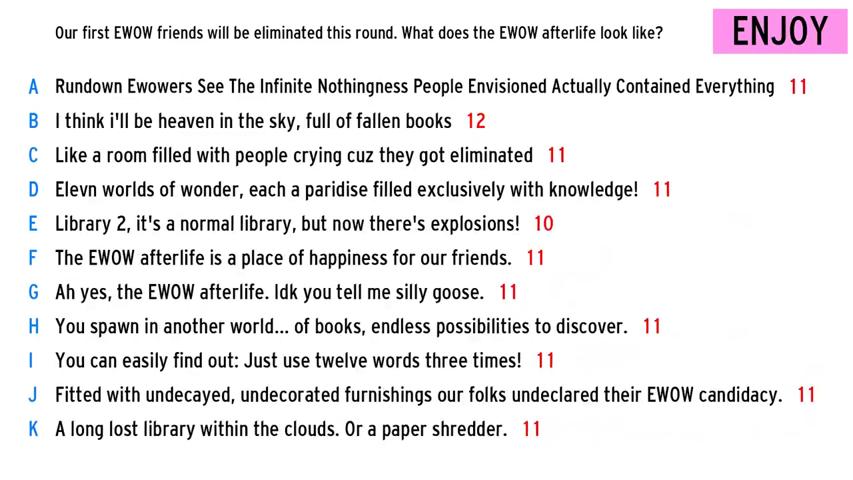 Our first EWOW friends will be eliminated this round. What does the EWOW afterlife look like?
ENJOY
A Rundown Ewowers See The Infinite Nothingness People Envisioned Actually Contained Everything 11
B I think i'll be heaven in the sky, full of fallen books 12
C Like a room filled with people crying cuz they got eliminated 11
D Elevn worlds of wonder, each a paridise filled exclusively with knowledge! 11
E Library 2, it's a normal library, but now there's explosions! 10
F The EWOW afterlife is a place of happiness for our friends. 11
G Ah yes, the EWOW afterlife. Idk you tell me silly goose. 11
H You spawn in another world... of books, endless possibilities to discover. 11
I You can easily find out: Just use twelve words three times! 11
J Fitted with undecayed, undecorated furnishings our folks undeclared their EWOW candidacy. 11
K A long lost library within the clouds. Or a paper shredder. 11